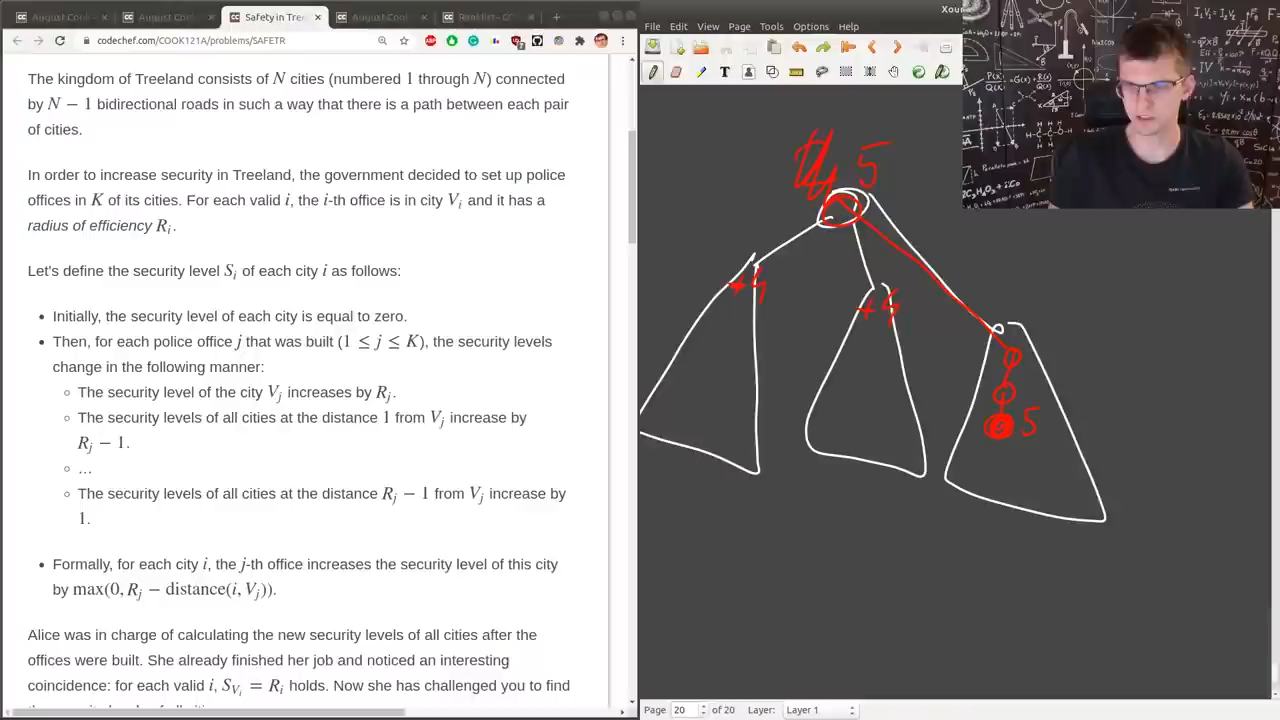 August Cook
August Cook
Safety in Tree
August Cook
Ranklist - C
codechef.com/COOK121A/problems/SAFETR
The kingdom of Treeland consists of N cities (numbered 1 through N) connected
by N − 1 bidirectional roads in such a way that there is a path between each pair
of cities.
In order to increase security in Treeland, the government decided to set up police
offices in K of its cities. For each valid i, the i-th office is in city V_i and it has a
radius of efficiency R_i.
Let's define the security level S_i of each city i as follows:
• Initially, the security level of each city is equal to zero.
• Then, for each police office j that was built (1 ≤ j ≤ K), the security levels
change in the following manner:
◦ The security level of the city V_j increases by R_j.
◦ The security levels of all cities at the distance 1 from V_j increase by
R_j − 1.
◦ ...
◦ The security levels of all cities at the distance R_j − 1 from V_j increase by
1.
• Formally, for each city i, the j-th office increases the security level of this city
by max(0, R_j − distance(i, V_j)).
Alice was in charge of calculating the new security levels of all cities after the
offices were built. She already finished her job and noticed an interesting
coincidence: for each valid i, S_{V_i} = R_i holds. Now she has challenged you to find
Xour
File Edit View Page Tools Options Help
5
+4
+4
5
Page 20 of 20 Layer: Layer 1